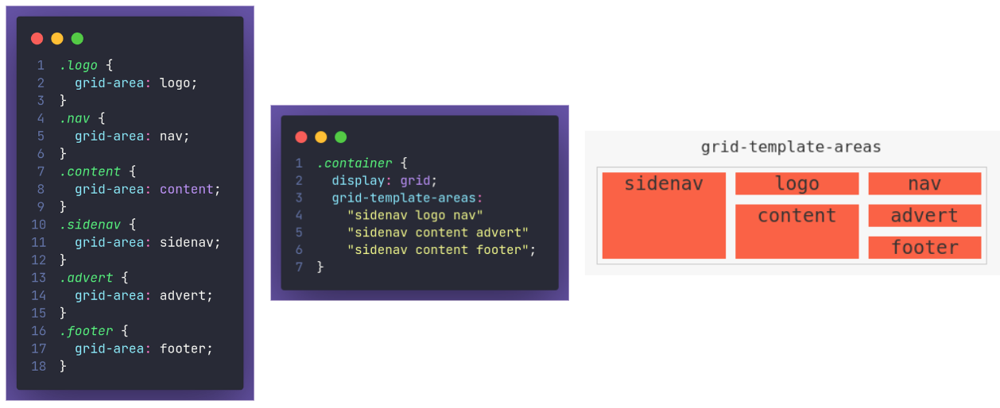 1 .logo {
2 grid-area: logo;
3 }
4 .nav {
5 grid-area: nav;
6 }
7 .content {
8 grid-area: content;
9 }
10 .sidenav {
11 grid-area: sidenav;
12 }
13 .advert {
14 grid-area: advert;
15 }
16 .footer {
17 grid-area: footer;
18 }
1 .container {
2 display: grid;
3 grid-template-areas:
4 "sidenav logo nav"
5 "sidenav content advert"
6 "sidenav content footer";
7 }
grid-template-areas
sidenav logo nav
content advert
footer